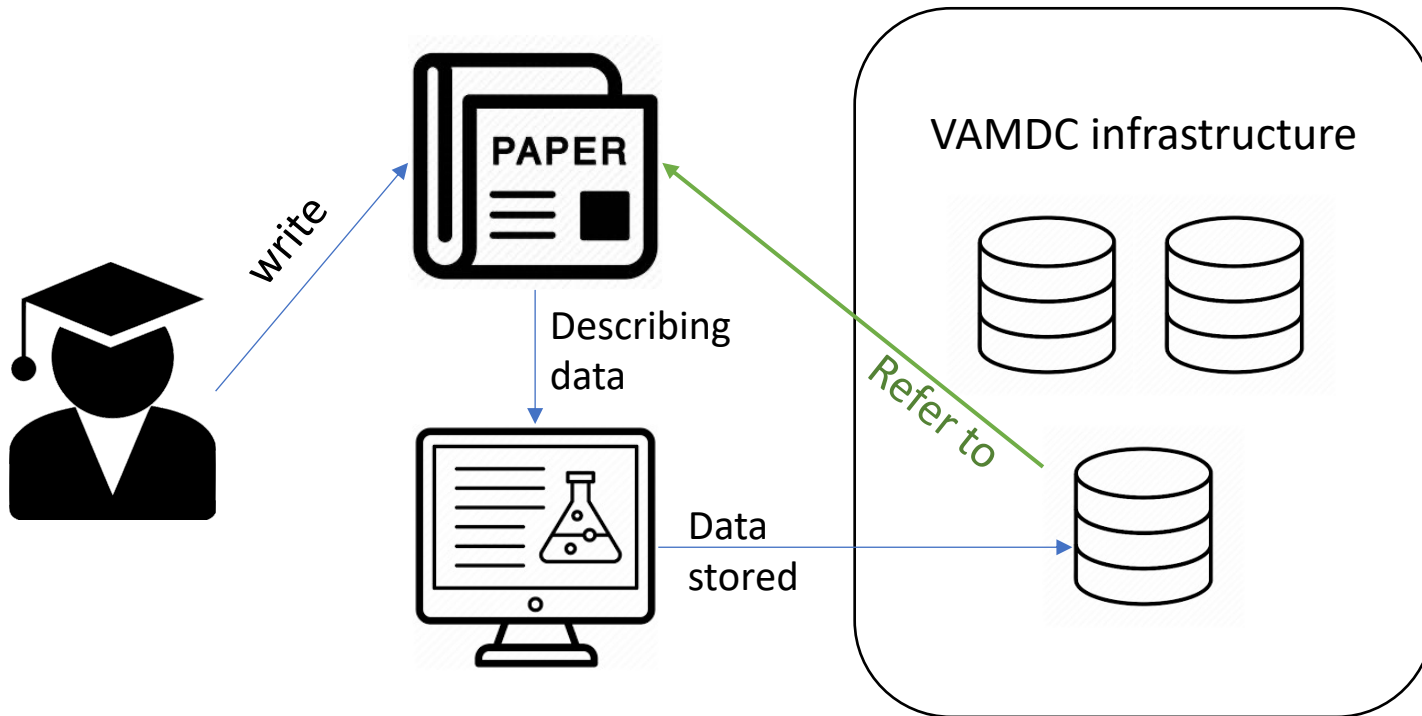 PAPER
VAMDC infrastructure
write
Describing
data
Refer to
Data
stored